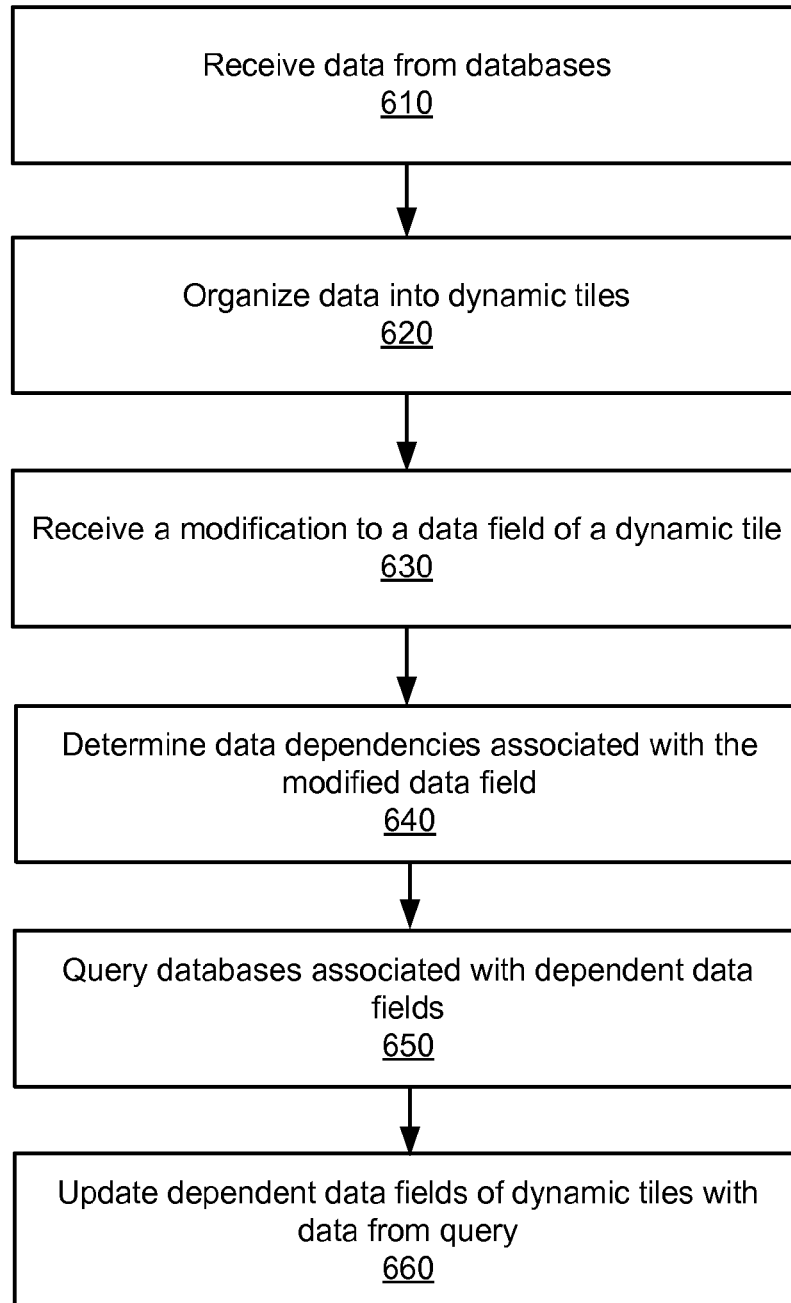 Receive data from databases
610
Organize data into dynamic tiles
620
Receive a modification to a data field of a dynamic tile
630
Determine data dependencies associated with the
modified data field
640
Query databases associated with dependent data
fields
650
Update dependent data fields of dynamic tiles with
data from query
660